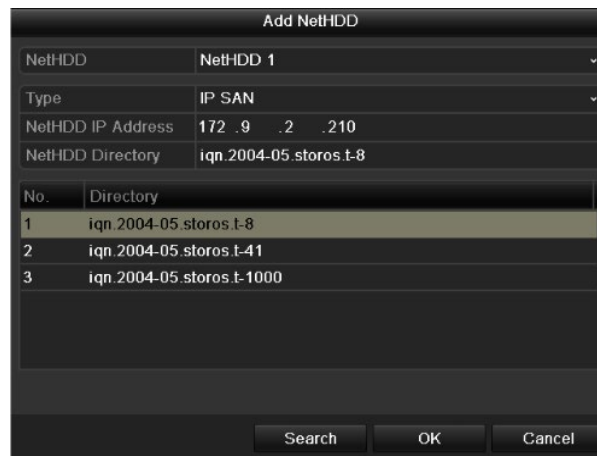 Add NetHDD
NetHDD NetHDD 1
Type IP SAN
NetHDD IP Address 172 .9 .2 .210
NetHDD Directory iqn.2004-05.storos.t-8
No. Directory
1 iqn.2004-05.storos.t-8
2 iqn.2004-05.storos.t-41
3 iqn.2004-05.storos.t-1000
Search OK Cancel